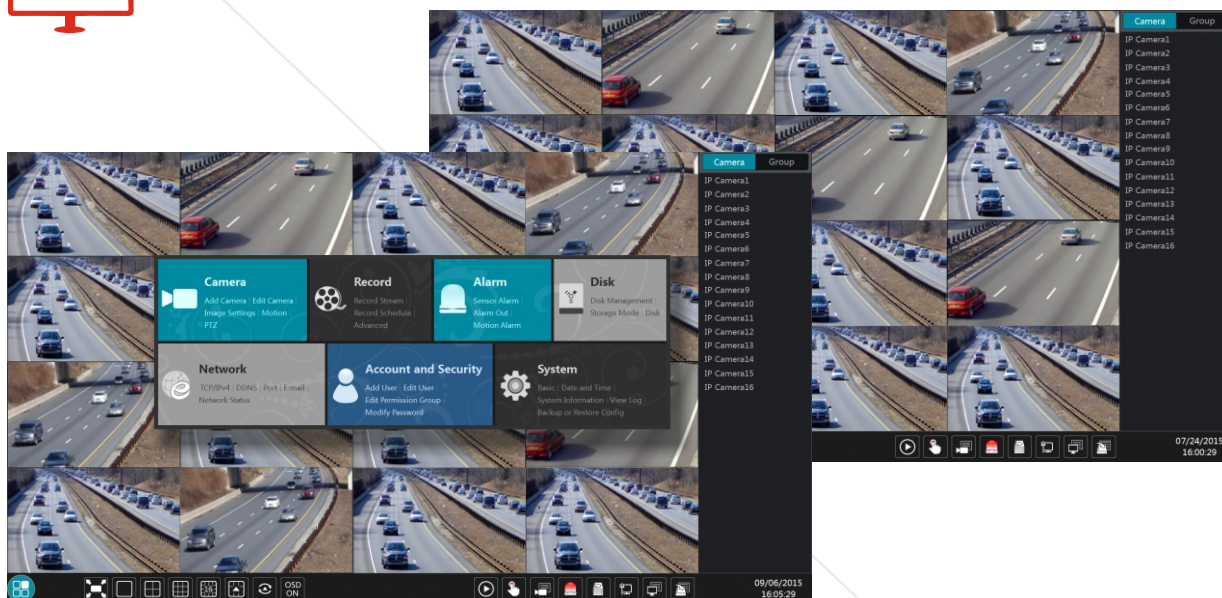 Camera Group
IP Camera1
IP Camera2
IP Camera3
IP Camera4
IP Camera5
IP Camera6
IP Camera7
IP Camera8
IP Camera9
IP Camera10
IP Camera11
IP Camera12
IP Camera13
IP Camera14
IP Camera15
IP Camera16
07/24/2015
16:00:29
Camera Group
IP Camera1
IP Camera2
IP Camera3
IP Camera4
IP Camera5
IP Camera6
IP Camera7
IP Camera8
IP Camera9
IP Camera10
IP Camera11
IP Camera12
IP Camera13
IP Camera14
IP Camera15
IP Camera16
Camera
Add Camera | Edit Camera |
Image Settings | Motion |
PTZ
Record
Record Stream |
Record Schedule |
Advanced
Alarm
Sensor Alarm |
Alarm Out |
Motion Alarm
Disk
Disk Management |
Storage Mode | Disk
Network
TCP/IPv4 | DDNS | Port | E-mail |
Network Status
Account and Security
Add User | Edit User
Edit Permission Group |
Modify Password
System
Basic | Date and Time |
System Information | View Log |
Backup or Restore Config
OSD
ON
09/06/2015
16:05:29